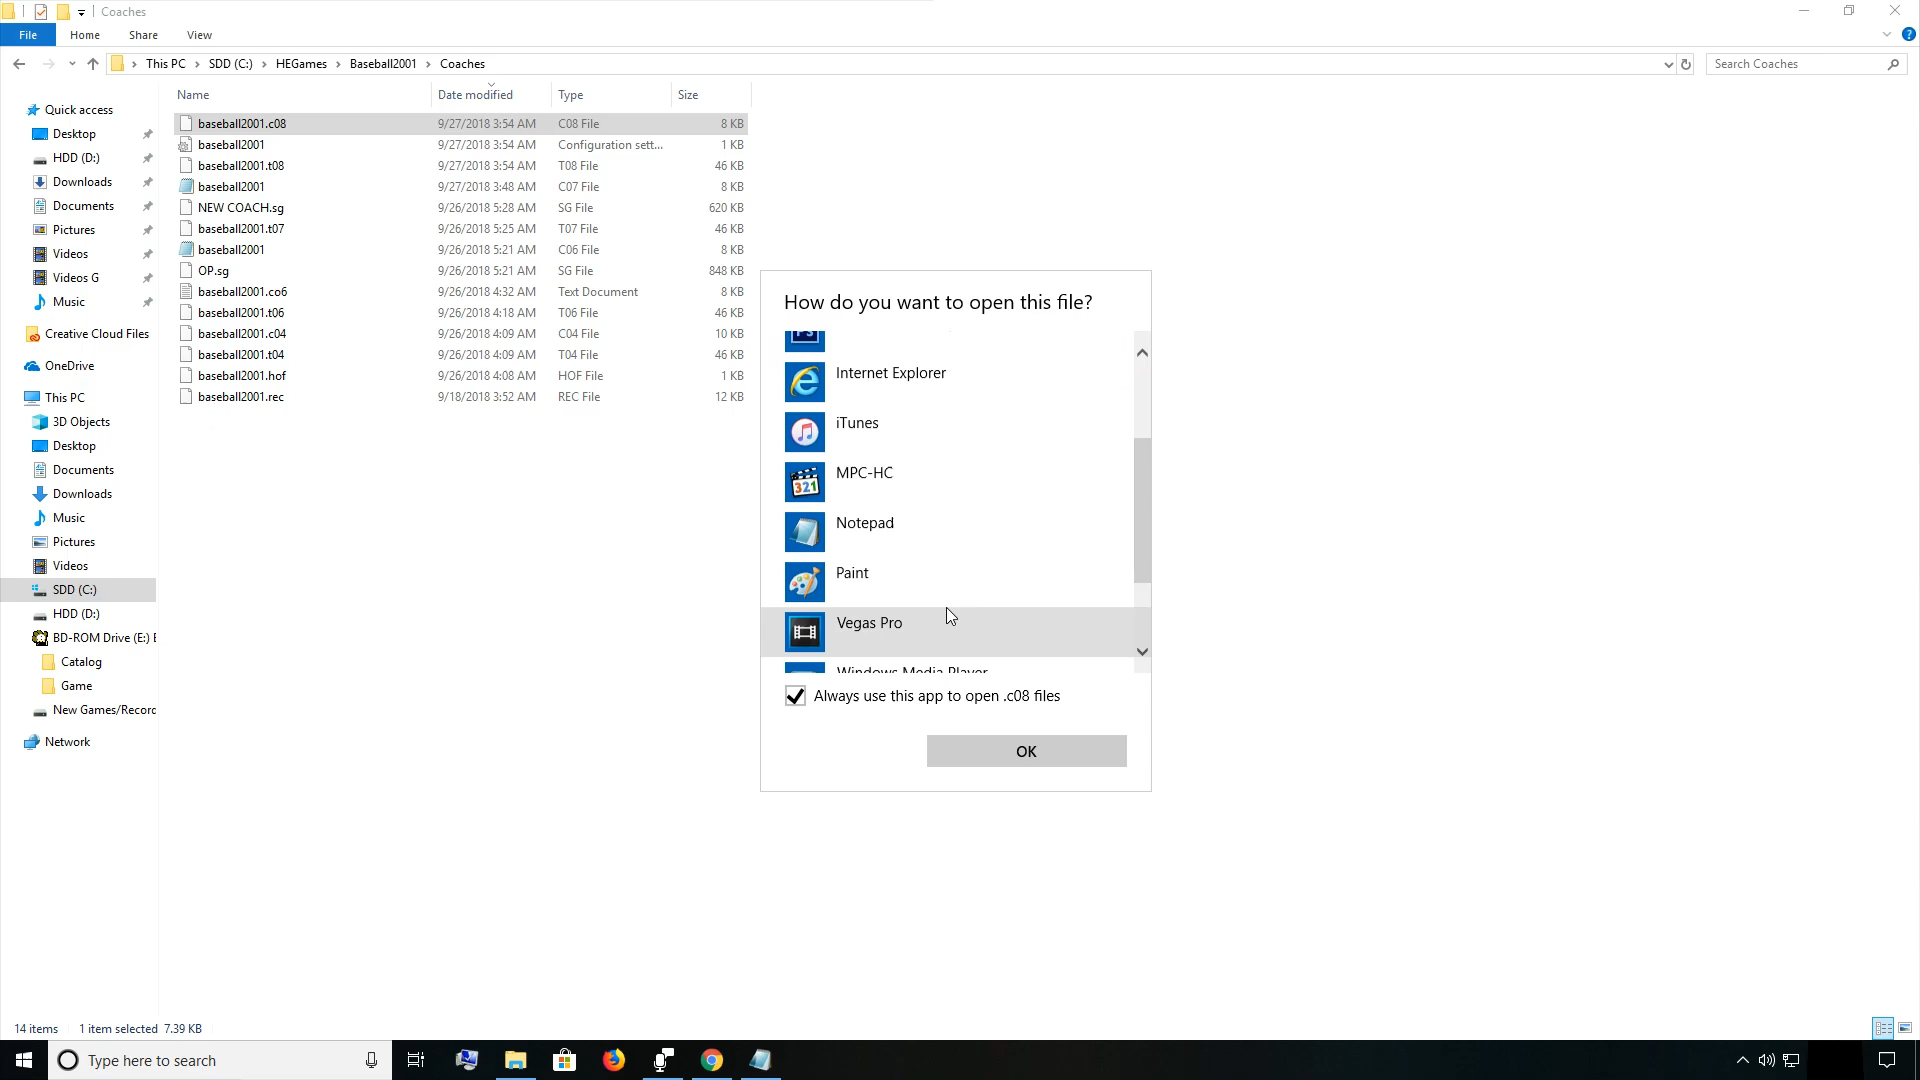 Coaches
File Home Share View
This PC SDD (C:) HEGames Baseball2001 Coaches
Search Coaches
Name Date modified Type Size
Quick access
Desktop
HDD (D:)
Downloads
Documents
Pictures
Videos
Videos G
Music
Creative Cloud Files
OneDrive
This PC
3D Objects
Desktop
Documents
Downloads
Music
Pictures
Videos
SDD (C:)
HDD (D:)
BD-ROM Drive (E:) E
Catalog
Game
New Games/Record
Network
baseball2001.c08 9/27/2018 3:54 AM C08 File 8 KB
baseball2001 9/27/2018 3:54 AM Configuration sett... 1 KB
baseball2001.t08 9/27/2018 3:54 AM T08 File 46 KB
baseball2001 9/27/2018 3:48 AM C07 File 8 KB
NEW COACH.sg 9/26/2018 5:28 AM SG File 620 KB
baseball2001.t07 9/26/2018 5:25 AM T07 File 46 KB
baseball2001 9/26/2018 5:21 AM C06 File 8 KB
OP.sg 9/26/2018 5:21 AM SG File 848 KB
baseball2001.co6 9/26/2018 4:32 AM Text Document 8 KB
baseball2001.t06 9/26/2018 4:18 AM T06 File 46 KB
baseball2001.c04 9/26/2018 4:09 AM C04 File 10 KB
baseball2001.t04 9/26/2018 4:09 AM T04 File 46 KB
baseball2001.hof 9/26/2018 4:08 AM HOF File 1 KB
baseball2001.rec 9/18/2018 3:52 AM REC File 12 KB
How do you want to open this file?
Internet Explorer
iTunes
MPC-HC
321
Notepad
Paint
Vegas Pro
Windows Media Player
Always use this app to open .c08 files
OK
14 items 1 item selected 7.39 KB
Type here to search